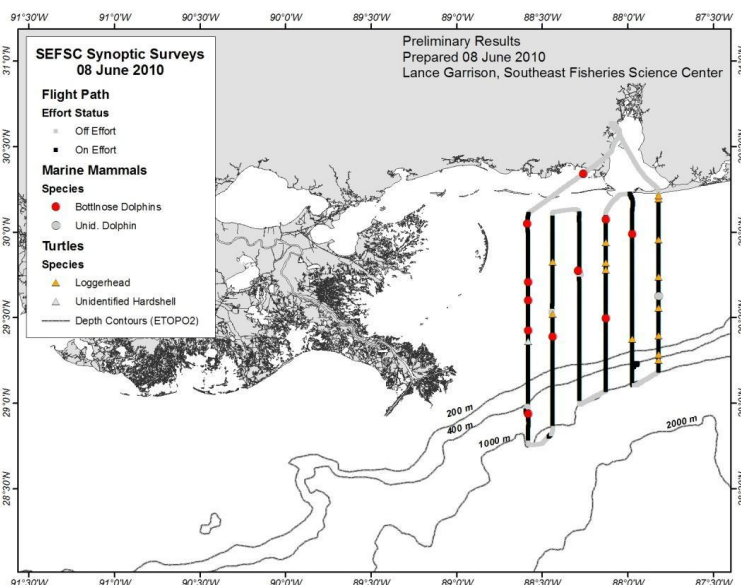 91°30'W 91°0'W 90°30'W 90°0'W 89°30'W 89°0'W 88°30'W 88°0'W 87°30'W
SEFSC Synoptic Surveys
08 June 2010
Flight Path
Effort Status
Off Effort
On Effort
Marine Mammals
Species
Bottlnose Dolphins
Unid. Dolphin
Turtles
Species
Loggerhead
Unidentified Hardshell
Depth Contours (ETOPO2)
Preliminary Results
Prepared 08 June 2010
Lance Garrison, Southeast Fisheries Science Center
31°0'N
30°30'N
30°0'N
29°30'N
29°0'N
28°30'N
200 m
400 m
1000 m
2000 m
91°30'W 91°0'W 90°30'W 90°0'W 89°30'W 89°0'W 88°30'W 88°0'W 87°30'W